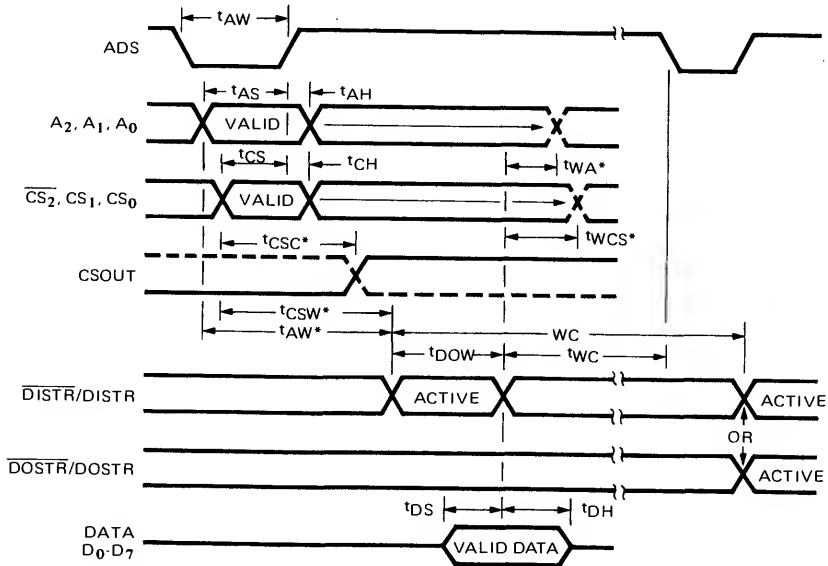 tAW
ADS
tAS
tAH
A2, A1, A0
VALID
tCS
tCH
tWA*
CS2, CS1, CS0
VALID
tWCS*
tCSC*
CSOUT
tCSW*
tAW*
WC
tDOW
tWC
DISTR/DISTR
ACTIVE
ACTIVE
OR
DOSTR/DOSTR
ACTIVE
tDS
tDH
DATA
D0-D7
VALID DATA